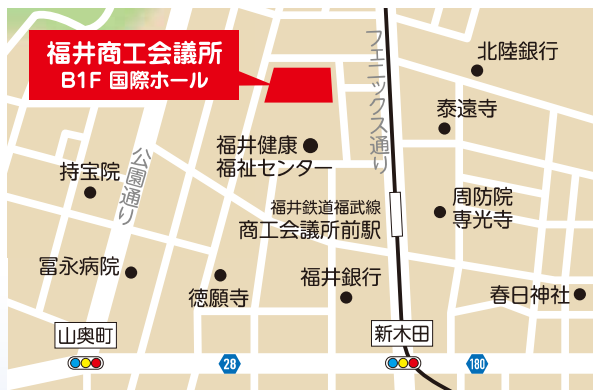 福井商工会議所
B1F 国際ホール
フェニックス通り
北陸銀行
泰遠寺
福井健康
福祉センター
公園通り
持宝院
周防院
専光寺
福井鉄道福武線
商工会議所前駅
冨永病院
徳願寺
福井銀行
春日神社
山奥町
新木田
28
180